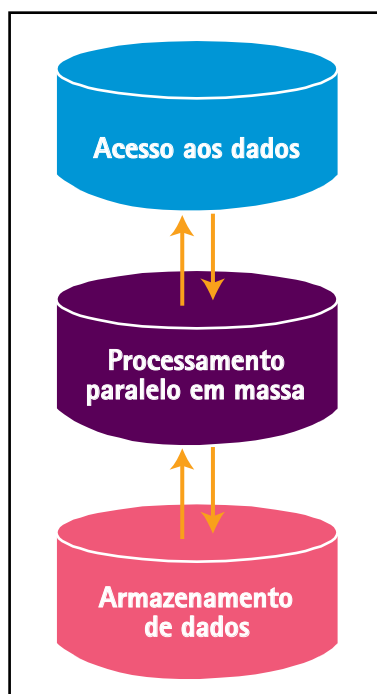 Acesso aos dados
Processamento
paralelo em massa
Armazenamento
de dados